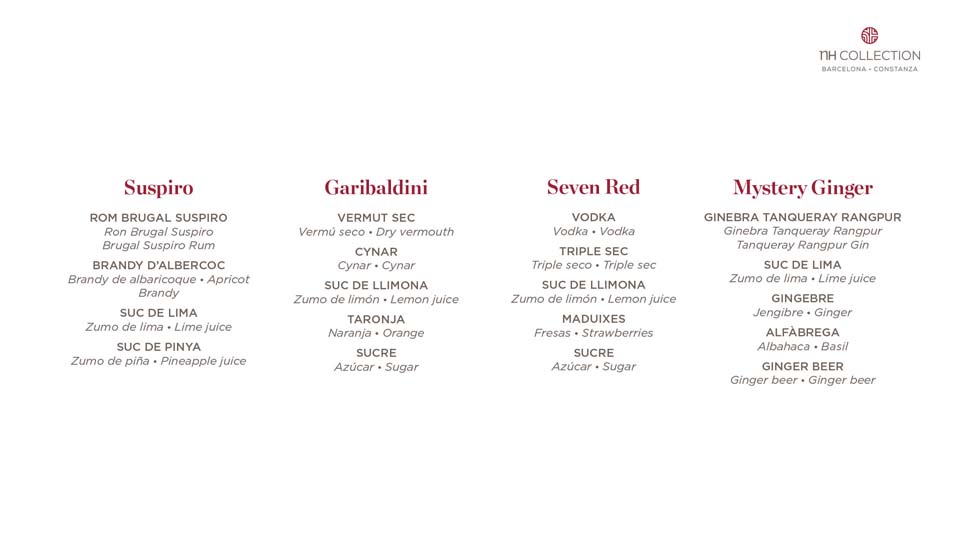 NH COLLECTION
BARCELONA - CONSTANZA
Suspiro
ROM BRUGAL SUSPIRO
Ron Brugal Suspiro
Brugal Suspiro Rum
BRANDY D'ALBERCOC
Brandy de albaricoque • Apricot
Brandy
SUC DE LIMA
Zumo de lima • Lime juice
SUC DE PINYA
Zumo de piña • Pineapple juice
Garibaldini
VERMUT SEC
Vermú seco • Dry vermouth
CYNAR
Cynar • Cynar
SUC DE LLIMONA
Zumo de limón • Lemon juice
TARONJA
Naranja • Orange
SUCRE
Azúcar • Sugar
Seven Red
VODKA
Vodka • Vodka
TRIPLE SEC
Triple seco • Triple sec
SUC DE LLIMONA
Zumo de limón • Lemon juice
MADUIXES
Fresas • Strawberries
SUCRE
Azúcar • Sugar
Mystery Ginger
GINEBRA TANQUERAY RANGPUR
Ginebra Tanqueray Rangpur
Tanqueray Rangpur Gin
SUC DE LIMA
Zumo de lima • Lime juice
GINGEBRE
Jengibre • Ginger
ALFÀBREGA
Albahaca • Basil
GINGER BEER
Ginger beer • Ginger beer